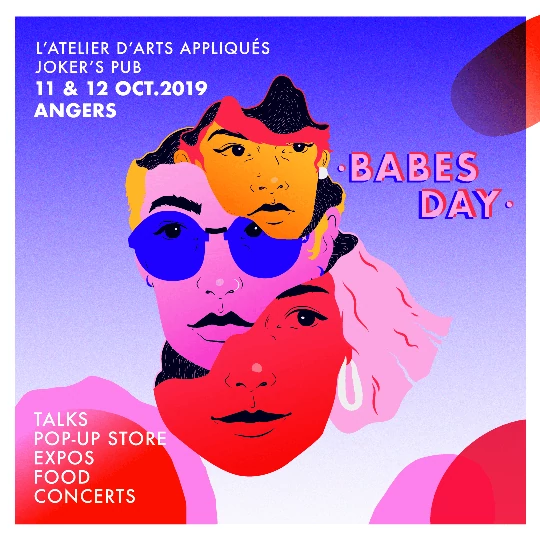 L'ATELIER D'ARTS APPLIQUÉS
JOKER'S PUB
11 & 12 OCT.2019
ANGERS
·BABES
DAY·
TALKS
POP-UP STORE
EXPOS
FOOD
CONCERTS